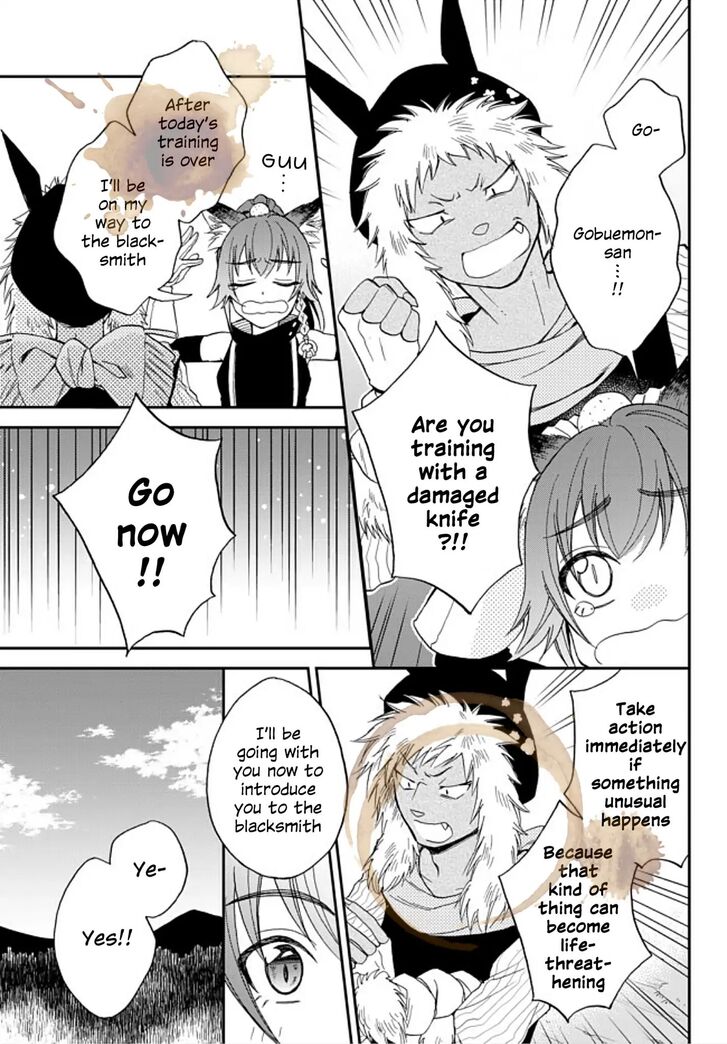 Go-
Gobuemon-
san
...!!
Are you
training
with a
damaged
knife
?!!
GUU
...
After
today's
training
is over
I'll be
on my
way to
the black-
smith
Go
now
!!
Take
action
immediately
if
something
unusual
happens
Because
that
kind of
thing can
become
life-
threat-
hening
I'll be
going with
you now to
introduce
you to the
blacksmith
Ye-
Yes!!